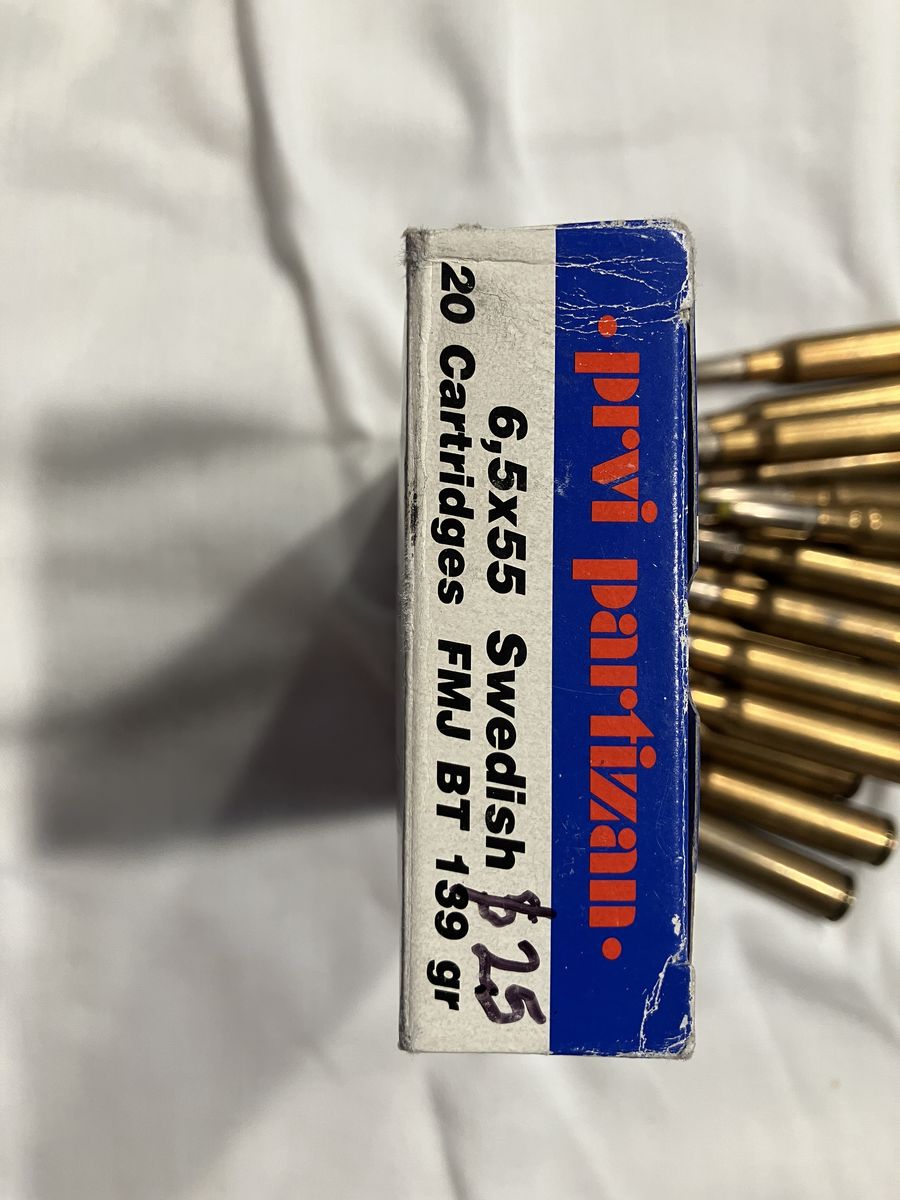 • prvi partizan •
6,5x55 Swedish $25
20 Cartridges FMJ BT 139 gr